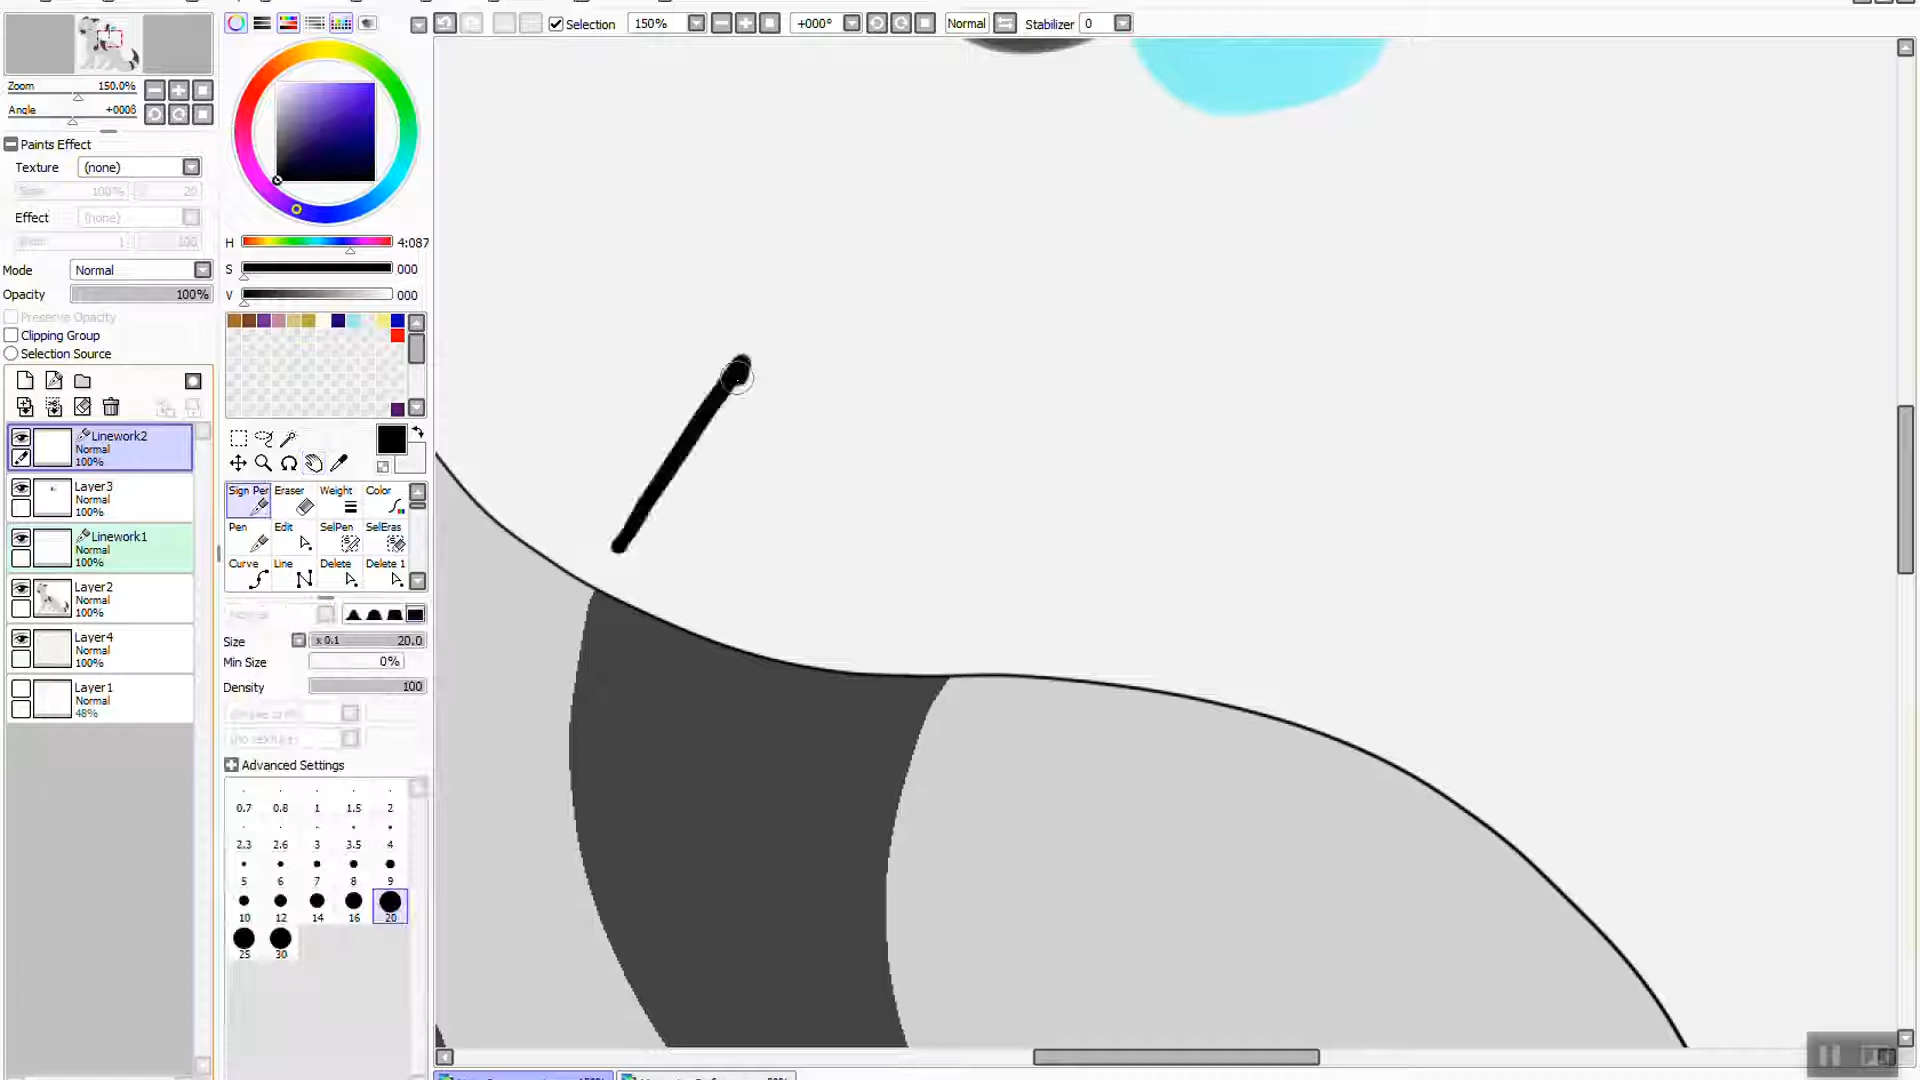 Selection 150% +000° Normal Stabilizer 0
Zoom 150.0%
Angle +000
Paints Effect
Texture (none)
100% 20
Effect (none)
1 100
Mode Normal
Opacity 100%
Preserve Opacity
Clipping Group
Selection Source
Linework2
Normal
100%
Layer3
Normal
100%
Linework1
Normal
100%
Layer2
Normal
100%
Layer4
Normal
100%
Layer1
Normal
48%
H 4:087
S 000
V 000
Sign Pen Eraser Weight Color
Pen Edit SelPen SelEras
Curve Line Delete Delete 1
Size x 0.1 20.0
Min Size 0%
Density 100
Advanced Settings
0.7 0.8 1 1.5 2
2.3 2.6 3 3.5 4
5 6 7 8 9
10 12 14 16 20
25 30